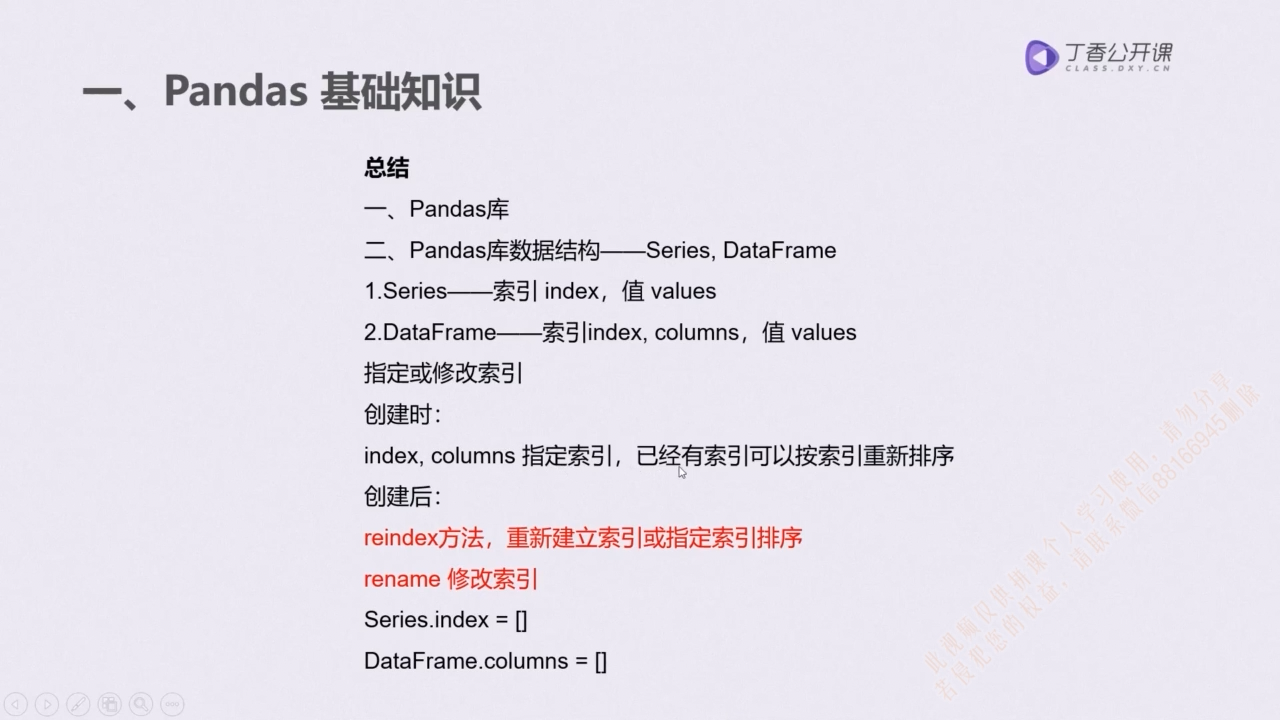 丁香公开课
CLASS.DXY.CN
一、Pandas 基础知识
总结
一、Pandas库
二、Pandas库数据结构——Series, DataFrame
1.Series——索引 index，值 values
2.DataFrame——索引index, columns，值 values
指定或修改索引
创建时：
index, columns 指定索引，已经有索引可以按索引重新排序
创建后：
reindex方法，重新建立索引或指定索引排序
rename 修改索引
Series.index = []
DataFrame.columns = []
此视频仅供拼课个人学习使用，请勿分享
若侵犯您的权益，请联系微信88166945删除